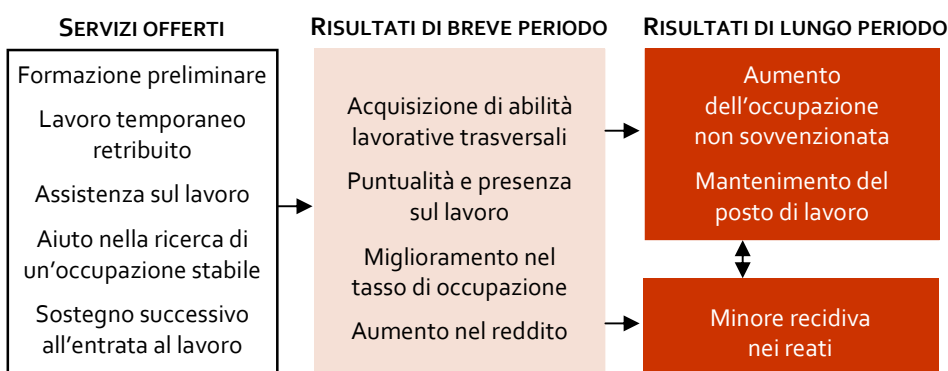 SERVIZI OFFERTI
Formazione preliminare
Lavoro temporaneo
retribuito
Assistenza sul lavoro
Aiuto nella ricerca di
un'occupazione stabile
Sostegno successivo
all'entrata al lavoro
RISULTATI DI BREVE PERIODO
Acquisizione di abilità
lavorative trasversali
Puntualità e presenza
sul lavoro
Miglioramento nel
tasso di occupazione
Aumento nel reddito
RISULTATI DI LUNGO PERIODO
Aumento
dell'occupazione
non sovvenzionata
Mantenimento del
posto di lavoro
Minore recidiva
nei reati